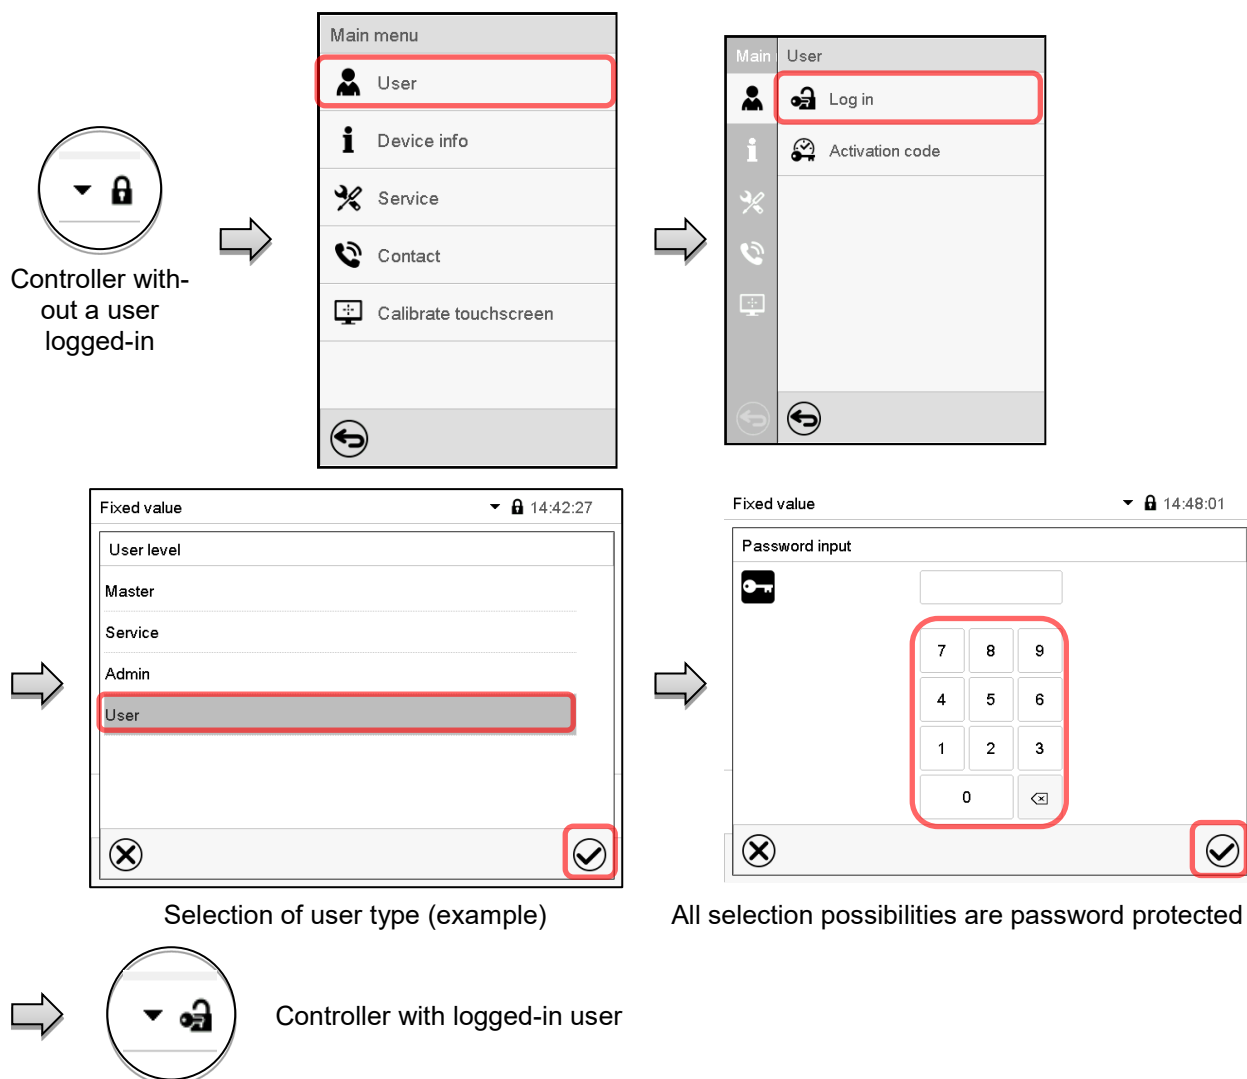 Main menu
User
Device info
Service
Contact
Calibrate touchscreen
Main
User
Log in
Activation code
Controller with-
out a user
logged-in
Fixed value
14:42:27
User level
Master
Service
Admin
User
Fixed value
14:48:01
Password input
7 8 9
4 5 6
1 2 3
0
Selection of user type (example)
All selection possibilities are password protected
Controller with logged-in user